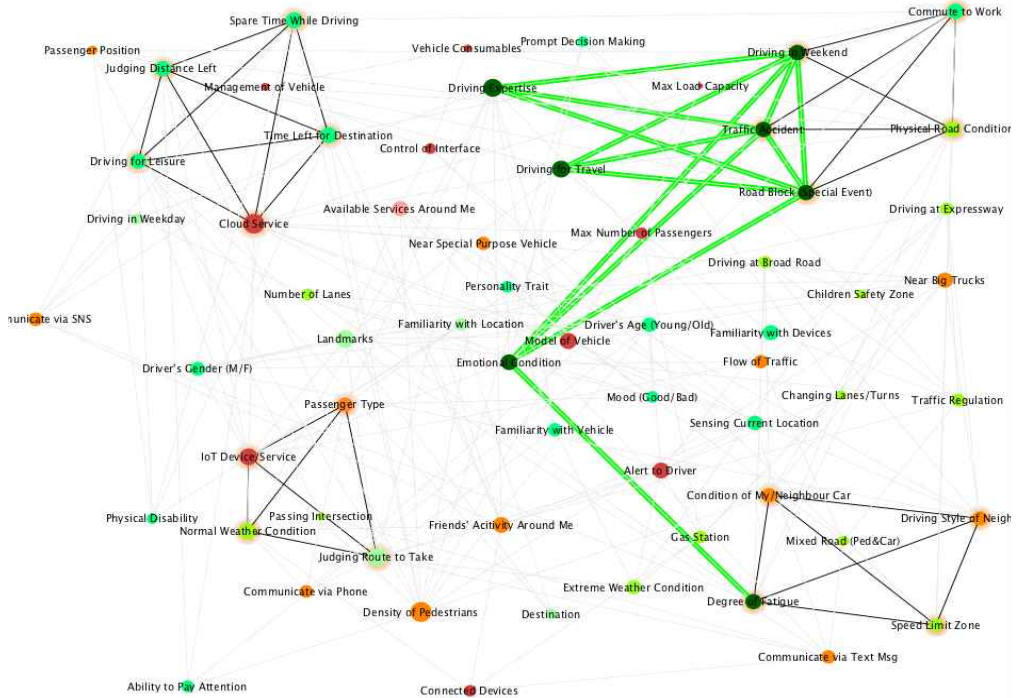 Commute to Work
Spare Time While Driving
Prompt Decision Making
Passenger Position
Vehicle Consumables
Driving in Weekend
Judging Distance Left
Management of Vehicle
Driving Expertise
Max Load Capacity
Time Left for Destination
Traffic Accident
Physical Road Condition
Control of Interface
Driving for Leisure
Driving for Travel
Road Block (Special Event)
Available Services Around Me
Driving at Expressway
Driving in Weekday
Cloud Service
Max Number of Passengers
Near Special Purpose Vehicle
Driving at Broad Road
Near Big Trucks
Personality Trait
Number of Lanes
Children Safety Zone
nunicate via SNS
Familiarity with Location
Driver's Age (Young/Old)
Familiarity with Devices
Landmarks
Model of Vehicle
Driver's Gender (M/F)
Emotional Condition
Flow of Traffic
Mood (Good/Bad)
Changing Lanes/Turns
Traffic Regulation
Passenger Type
Familiarity with Vehicle
Sensing Current Location
IoT Device/Service
Alert to Driver
Condition of My/Neighbour Car
Physical Disability
Passing Intersection
Driving Style of Neigh
Normal Weather Condition
Friends' Acitivity Around Me
Gas Station
Mixed Road (Ped&Car)
Judging Route to Take
Communicate via Phone
Extreme Weather Condition
Degree of Fatigue
Density of Pedestrians
Destination
Speed Limit Zone
Communicate via Text Msg
Ability to Pay Attention
Connected Devices